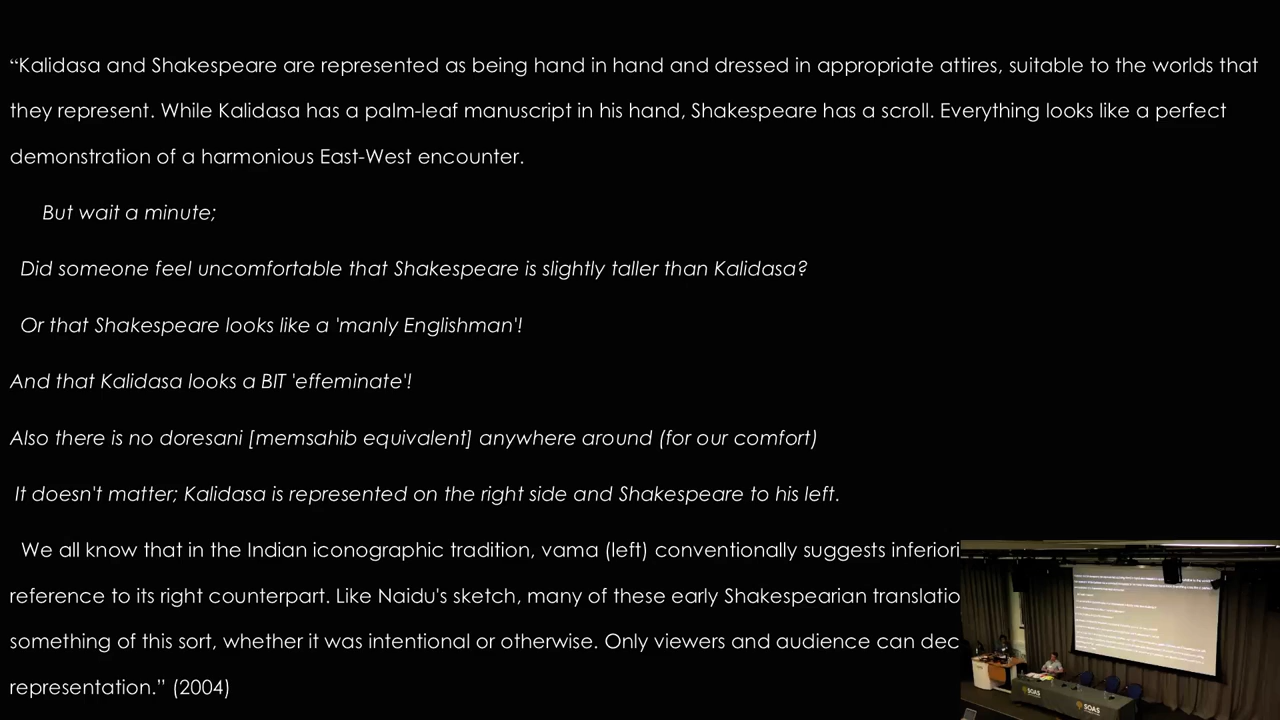 “Kalidasa and Shakespeare are represented as being hand in hand and dressed in appropriate attires, suitable to the worlds that
they represent. While Kalidasa has a palm-leaf manuscript in his hand, Shakespeare has a scroll. Everything looks like a perfect
demonstration of a harmonious East-West encounter.
But wait a minute;
Did someone feel uncomfortable that Shakespeare is slightly taller than Kalidasa?
Or that Shakespeare looks like a 'manly Englishman'!
And that Kalidasa looks a BIT 'effeminate'!
Also there is no doresani [memsahib equivalent] anywhere around (for our comfort)
It doesn't matter; Kalidasa is represented on the right side and Shakespeare to his left.
We all know that in the Indian iconographic tradition, vama (left) conventionally suggests inferiori
reference to its right counterpart. Like Naidu's sketch, many of these early Shakespearian translatio
something of this sort, whether it was intentional or otherwise. Only viewers and audience can dec
representation.” (2004)
SOAS
SOAS